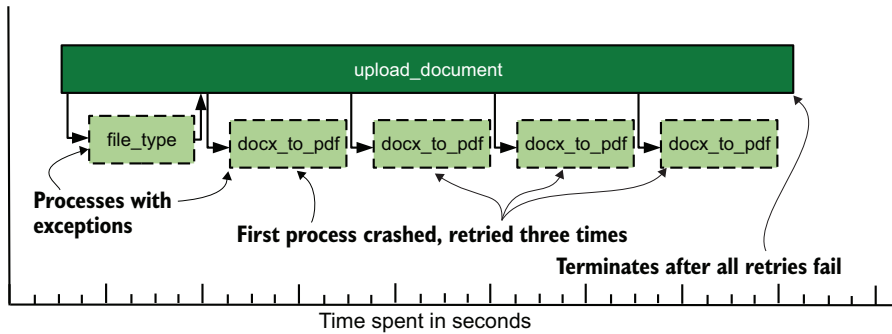 upload_document
file_type
docx_to_pdf
docx_to_pdf
docx_to_pdf
docx_to_pdf
Processes with
exceptions
First process crashed, retried three times
Terminates after all retries fail
Time spent in seconds